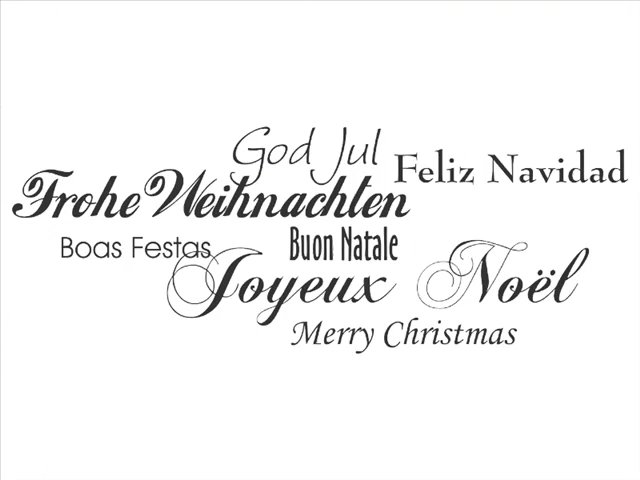 God Jul
Feliz Navidad
Frohe Weihnachten
Boas Festas
Buon Natale
Joyeux Noël
Merry Christmas